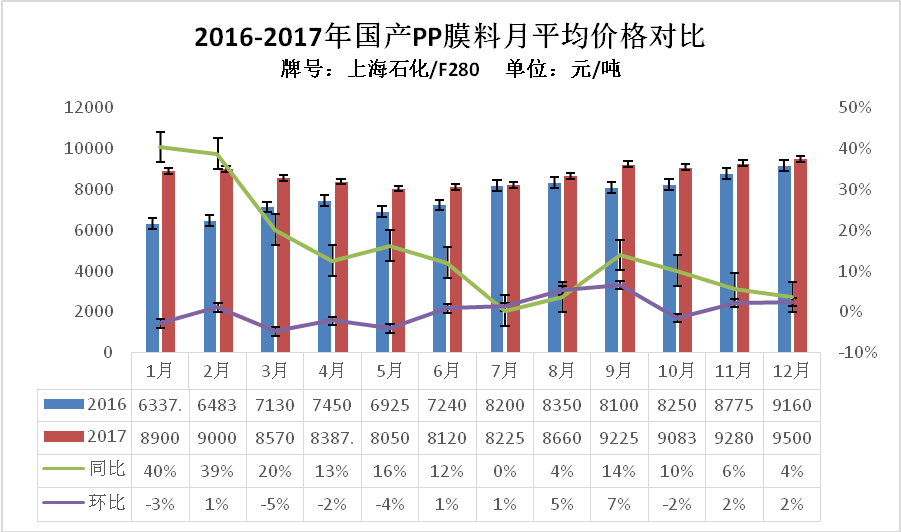 2016-2017年国产PP膜料月平均价格对比
牌号：上海石化/F280 单位：元/吨
12000 50%
10000 40%
8000 30%
6000 20%
4000 10%
2000 0%
0 -10%
1月 2月 3月 4月 5月 6月 7月 8月 9月 10月 11月 12月
2016 6337. 6483 7130 7450 6925 7240 8200 8350 8100 8250 8775 9160
2017 8900 9000 8570 8387. 8050 8120 8225 8660 9225 9083 9280 9500
同比 40% 39% 20% 13% 16% 12% 0% 4% 14% 10% 6% 4%
环比 -3% 1% -5% -2% -4% 1% 1% 5% 7% -2% 2% 2%